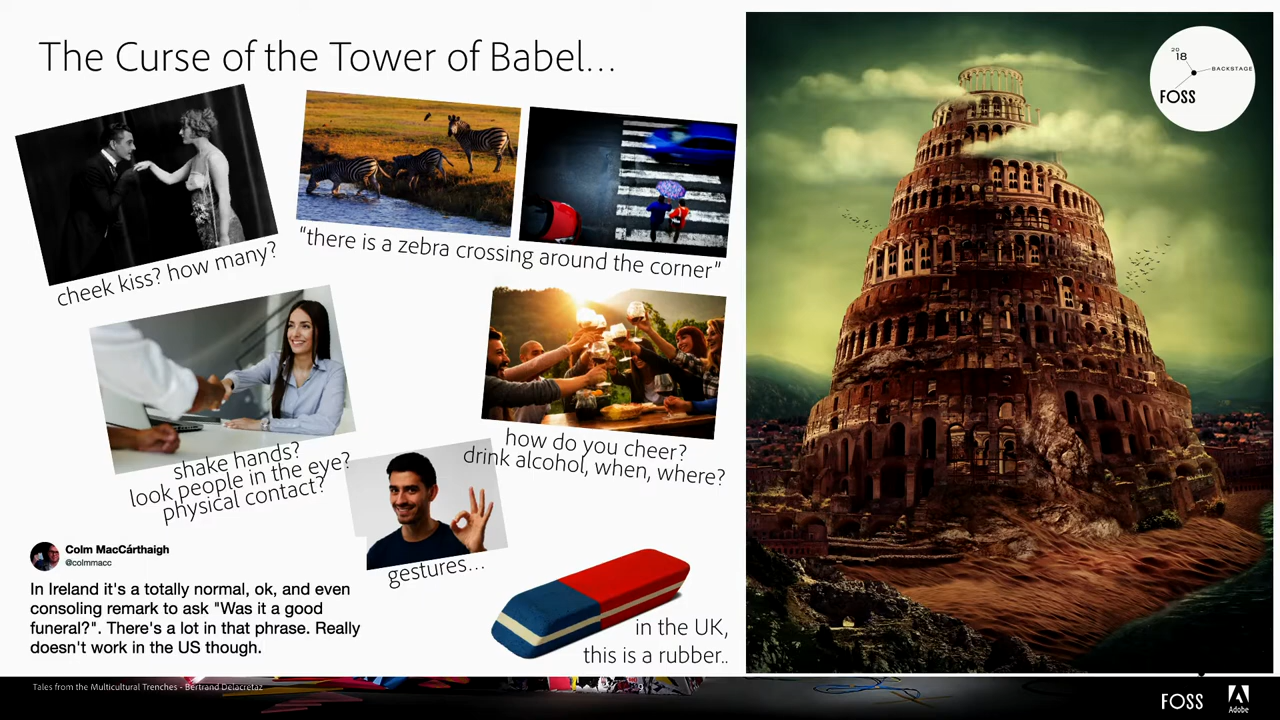 The Curse of the Tower of Babel...
20
18
BACKSTAGE
FOSS
cheek kiss? how many?
"there is a zebra crossing around the corner"
shake hands?
look people in the eye?
physical contact?
how do you cheer?
drink alcohol, when, where?
gestures...
Colm MacCárthaigh
@colmmacc
In Ireland it's a totally normal, ok, and even
consoling remark to ask "Was it a good
funeral?". There's a lot in that phrase. Really
doesn't work in the US though.
in the UK,
this is a rubber..
Tales from the Multicultural Trenches - Bertrand Delacretaz
9
FOSS
Adobe